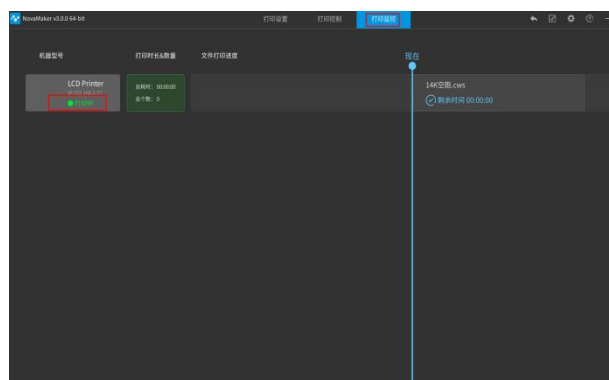 NovaMaker v3.0.0 64-bit
打印设置
打印控制
打印监控
机器型号
打印时长&数量
文件打印进度
现在
LCD Printer
打印中
总耗时: 00:00:00
总个数: 0
14K空跑.cws
剩余时间 00:00:00